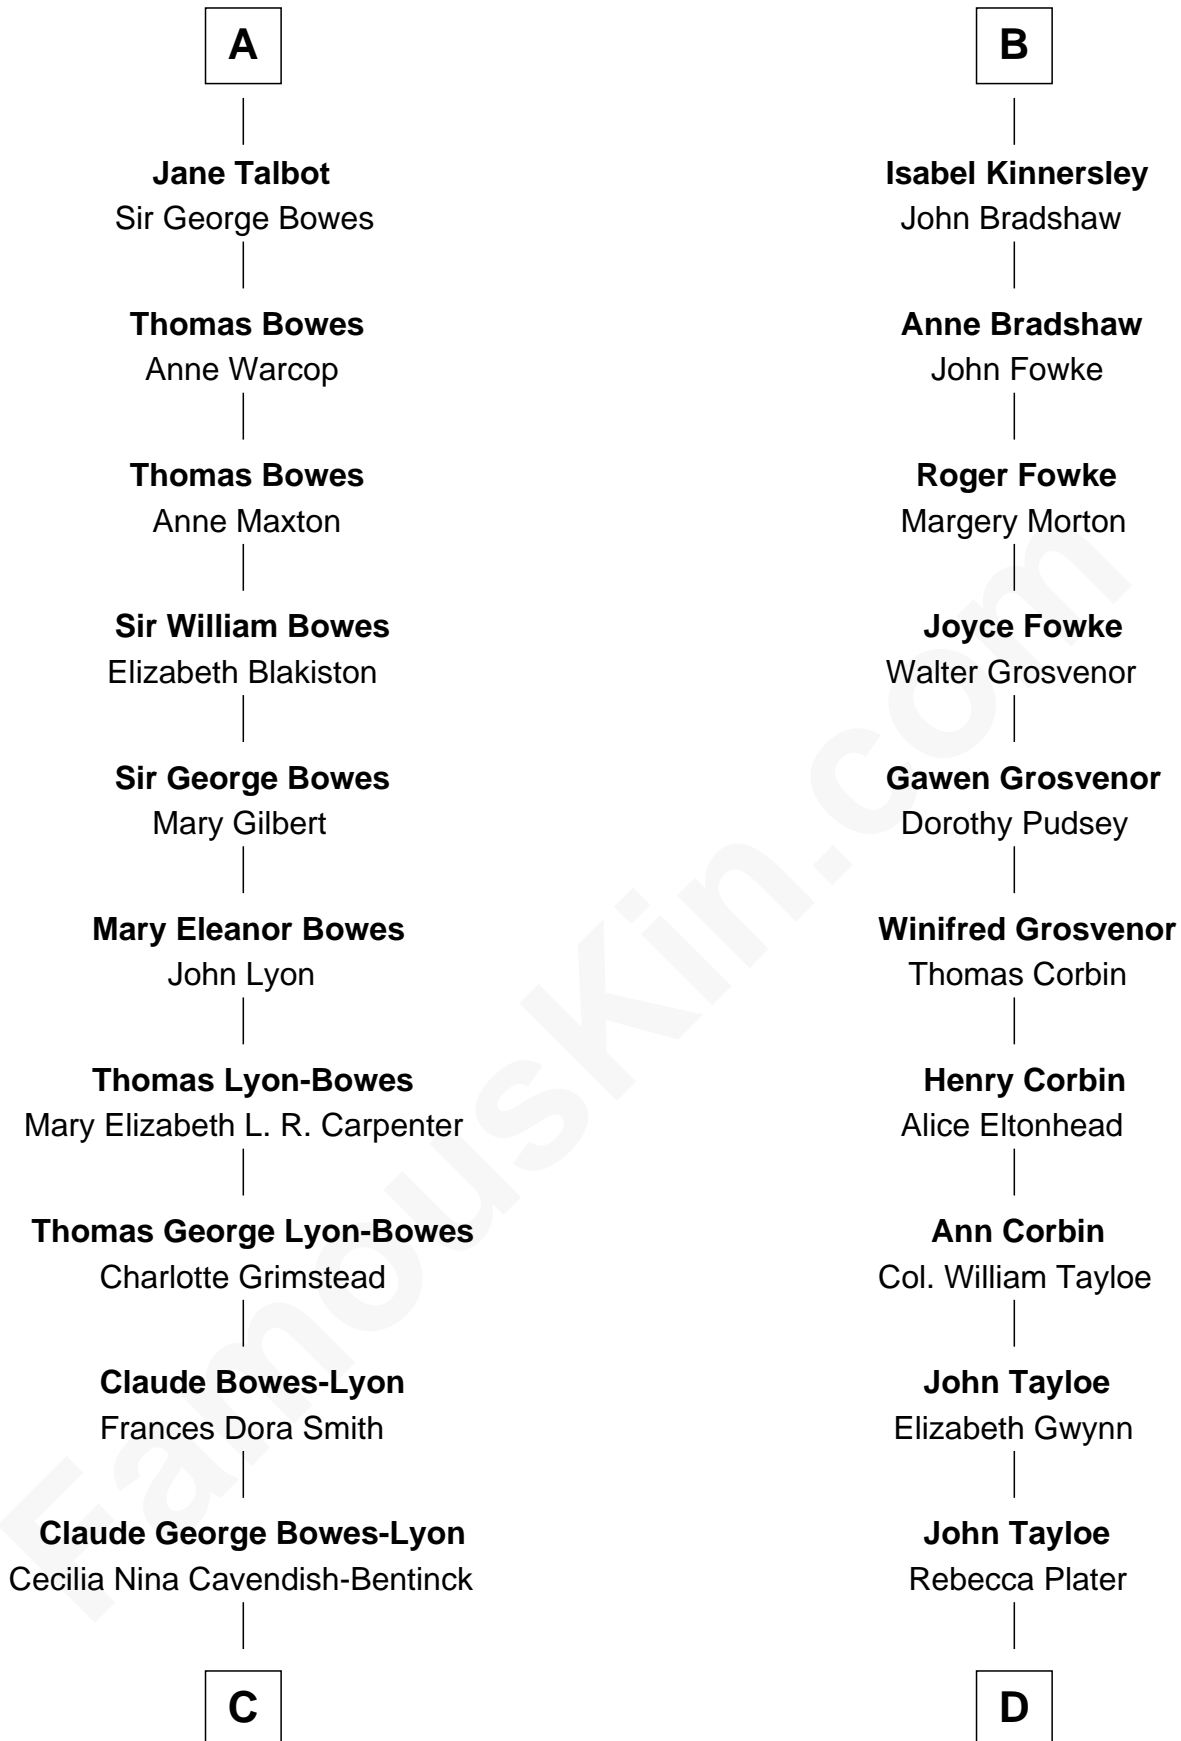 A
Jane Talbot
Sir George Bowes
Thomas Bowes
Anne Warcop
Thomas Bowes
Anne Maxton
Sir William Bowes
Elizabeth Blakiston
Sir George Bowes
Mary Gilbert
Mary Eleanor Bowes
John Lyon
Thomas Lyon-Bowes
Mary Elizabeth L. R. Carpenter
Thomas George Lyon-Bowes
Charlotte Grimstead
Claude Bowes-Lyon
Frances Dora Smith
Claude George Bowes-Lyon
Cecilia Nina Cavendish-Bentinck
C
B
Isabel Kinnersley
John Bradshaw
Anne Bradshaw
John Fowke
Roger Fowke
Margery Morton
Joyce Fowke
Walter Grosvenor
Gawen Grosvenor
Dorothy Pudsey
Winifred Grosvenor
Thomas Corbin
Henry Corbin
Alice Eltonhead
Ann Corbin
Col. William Tayloe
John Tayloe
Elizabeth Gwynn
John Tayloe
Rebecca Plater
D
FamousKin.com